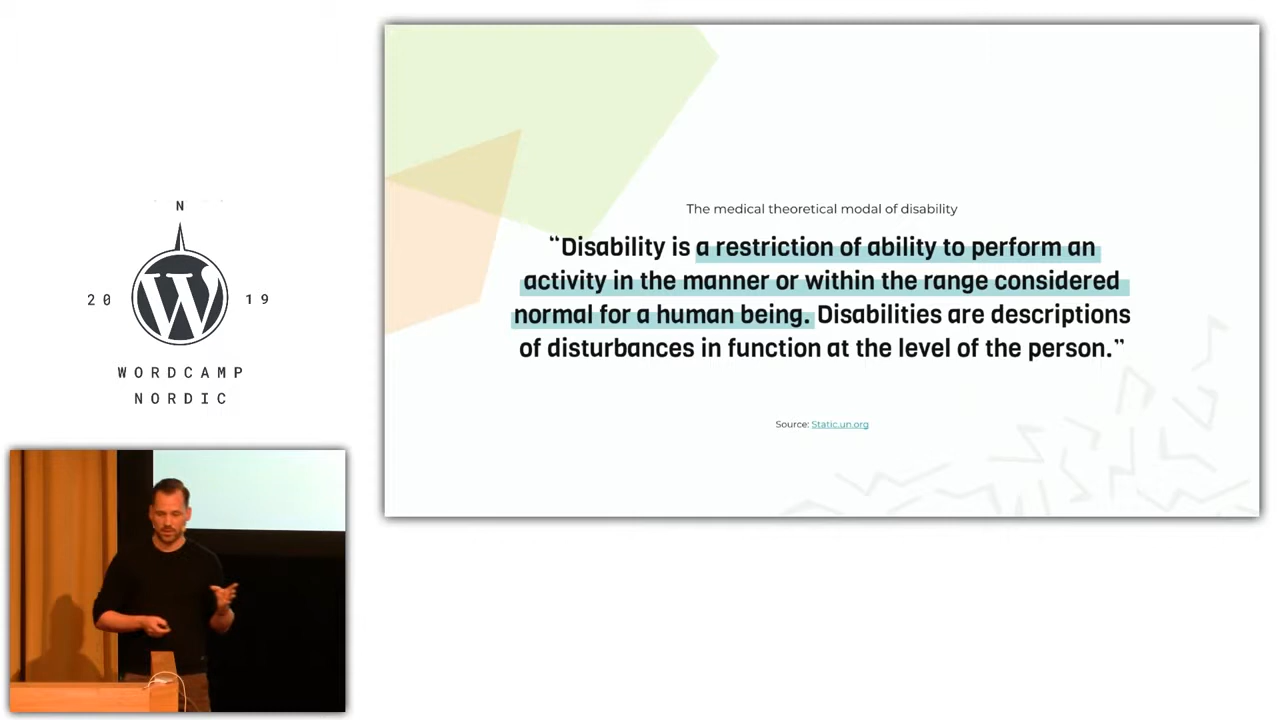 N
20 19
WORDCAMP
NORDIC
The medical theoretical modal of disability
“Disability is a restriction of ability to perform an
activity in the manner or within the range considered
normal for a human being. Disabilities are descriptions
of disturbances in function at the level of the person.”
Source: Static.un.org